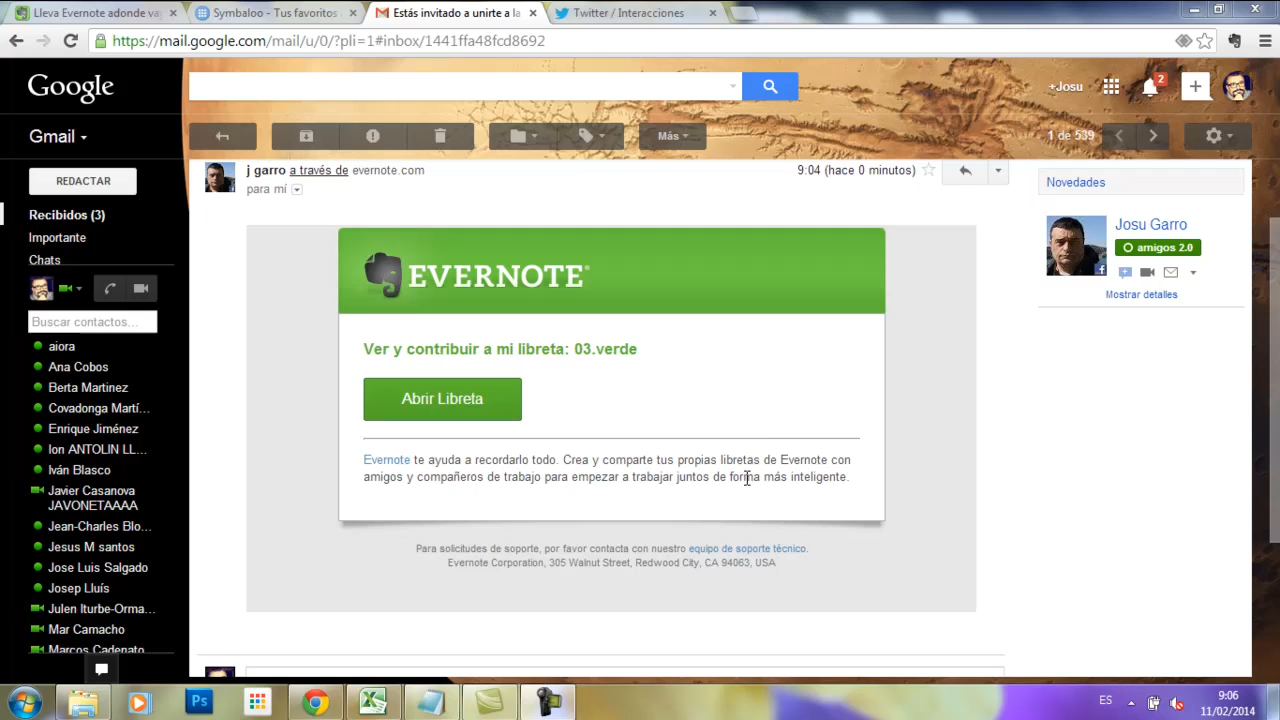 Lleva Evernote adonde vay
Symbaloo - Tus favoritos
Estás invitado a unirte a la
Twitter / Interacciones
https://mail.google.com/mail/u/0/?pli=1#inbox/1441ffa48fcd8692
Google
+Josu
2
Gmail
Más
1 de 539
REDACTAR
j garro a través de evernote.com
9:04 (hace 0 minutos)
para mí
Novedades
Recibidos (3)
Importante
Chats
Josu Garro
amigos 2.0
Mostrar detalles
Buscar contactos...
EVERNOTE®
Ver y contribuir a mi libreta: 03.verde
Abrir Libreta
Evernote te ayuda a recordarlo todo. Crea y comparte tus propias libretas de Evernote con
amigos y compañeros de trabajo para empezar a trabajar juntos de forma más inteligente.
Para solicitudes de soporte, por favor contacta con nuestro equipo de soporte técnico.
Evernote Corporation, 305 Walnut Street, Redwood City, CA 94063, USA
aiora
Ana Cobos
Berta Martinez
Covadonga Martí...
Enrique Jiménez
Ion ANTOLIN LL...
Iván Blasco
Javier Casanova
JAVONETAAAA
Jean-Charles Blo...
Jesus M santos
Jose Luis Salgado
Josep Lluís
Julen Iturbe-Orma...
Mar Camacho
Marcos Cadenato
Ps
ES
9:06
11/02/2014